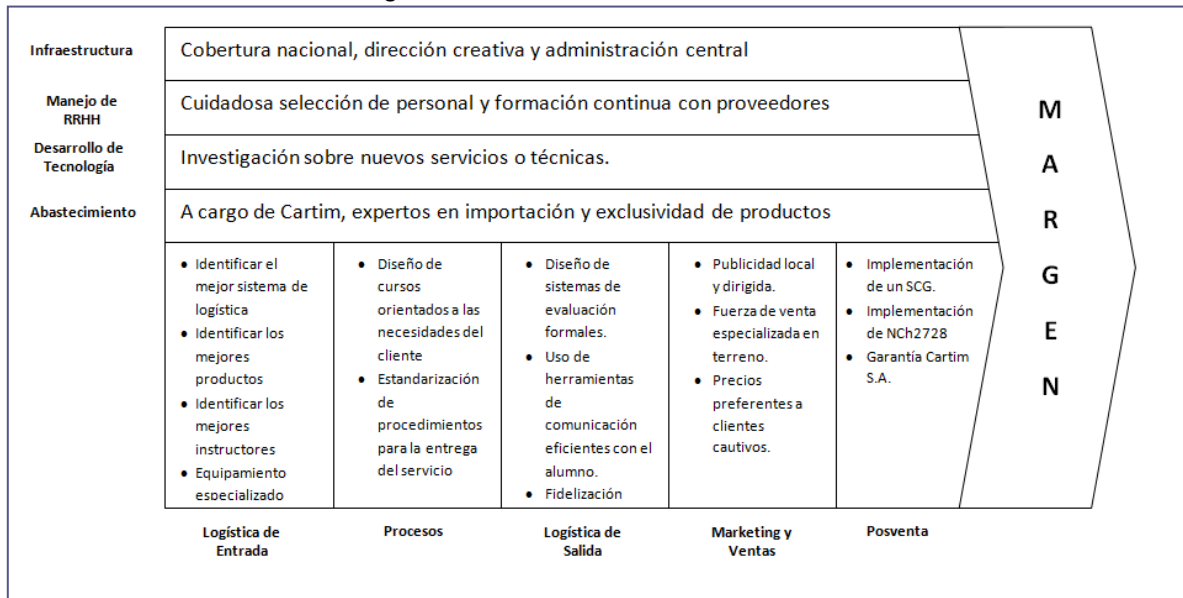 Infraestructura
Cobertura nacional, dirección creativa y administración central
Manejo de
RRHH
Cuidadosa selección de personal y formación continua con proveedores
Desarrollo de
Tecnología
Investigación sobre nuevos servicios o técnicas.
Abastecimiento
A cargo de Cartim, expertos en importación y exclusividad de productos
• Identificar el
mejor sistema de
logística
• Identificar los
mejores
productos
• Identificar los
mejores
instructores
• Equipamiento
especializado
• Diseño de
cursos
orientados a las
necesidades del
cliente
• Estandarización
de
procedimientos
para la entrega
del servicio
• Diseño de
sistemas de
evaluación
formales.
• Uso de
herramientas
de
comunicación
eficientes con el
alumno.
• Fidelización
• Publicidad local
y dirigida.
• Fuerza de venta
especializada en
terreno.
• Precios
preferentes a
clientes
cautivos.
• Implementación
de un SCG.
• Implementación
de NCh2728
• Garantía Cartim
S.A.
M
A
R
G
E
N
Logística de
Entrada
Procesos
Logística de
Salida
Marketing y
Ventas
Posventa